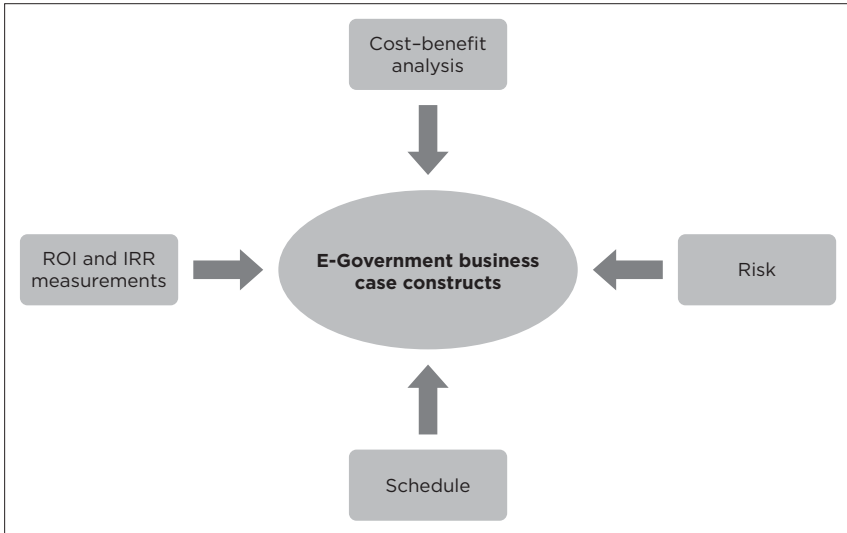 Cost–benefit
analysis
ROI and IRR
measurements
E-Government business
case constructs
Risk
Schedule